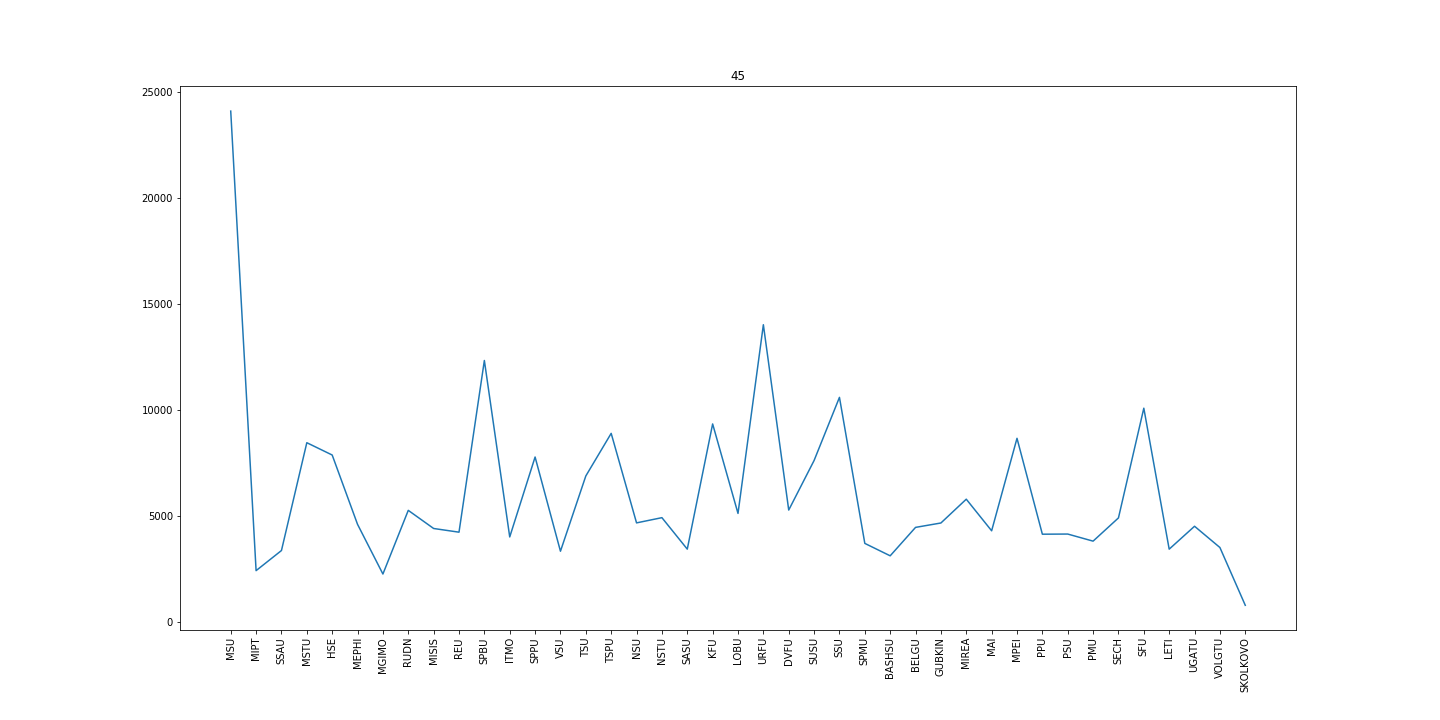 45
25000
20000
15000
10000
5000
0
MSU
MIPT
SSAU
MSTU
HSE
MEPHI
MGIMO
RUDN
MISIS
REU
SPBU
ITMO
SPPU
VSU
TSU
TSPU
NSU
NSTU
SASU
KFU
LOBU
URFU
DVFU
SUSU
SSU
SPMU
BASHSU
BELGU
GUBKIN
MIREA
MAI
MPEI
PPU
PSU
PMU
SECH
SFU
LETI
UGATU
VOLGTU
SKOLKOVO